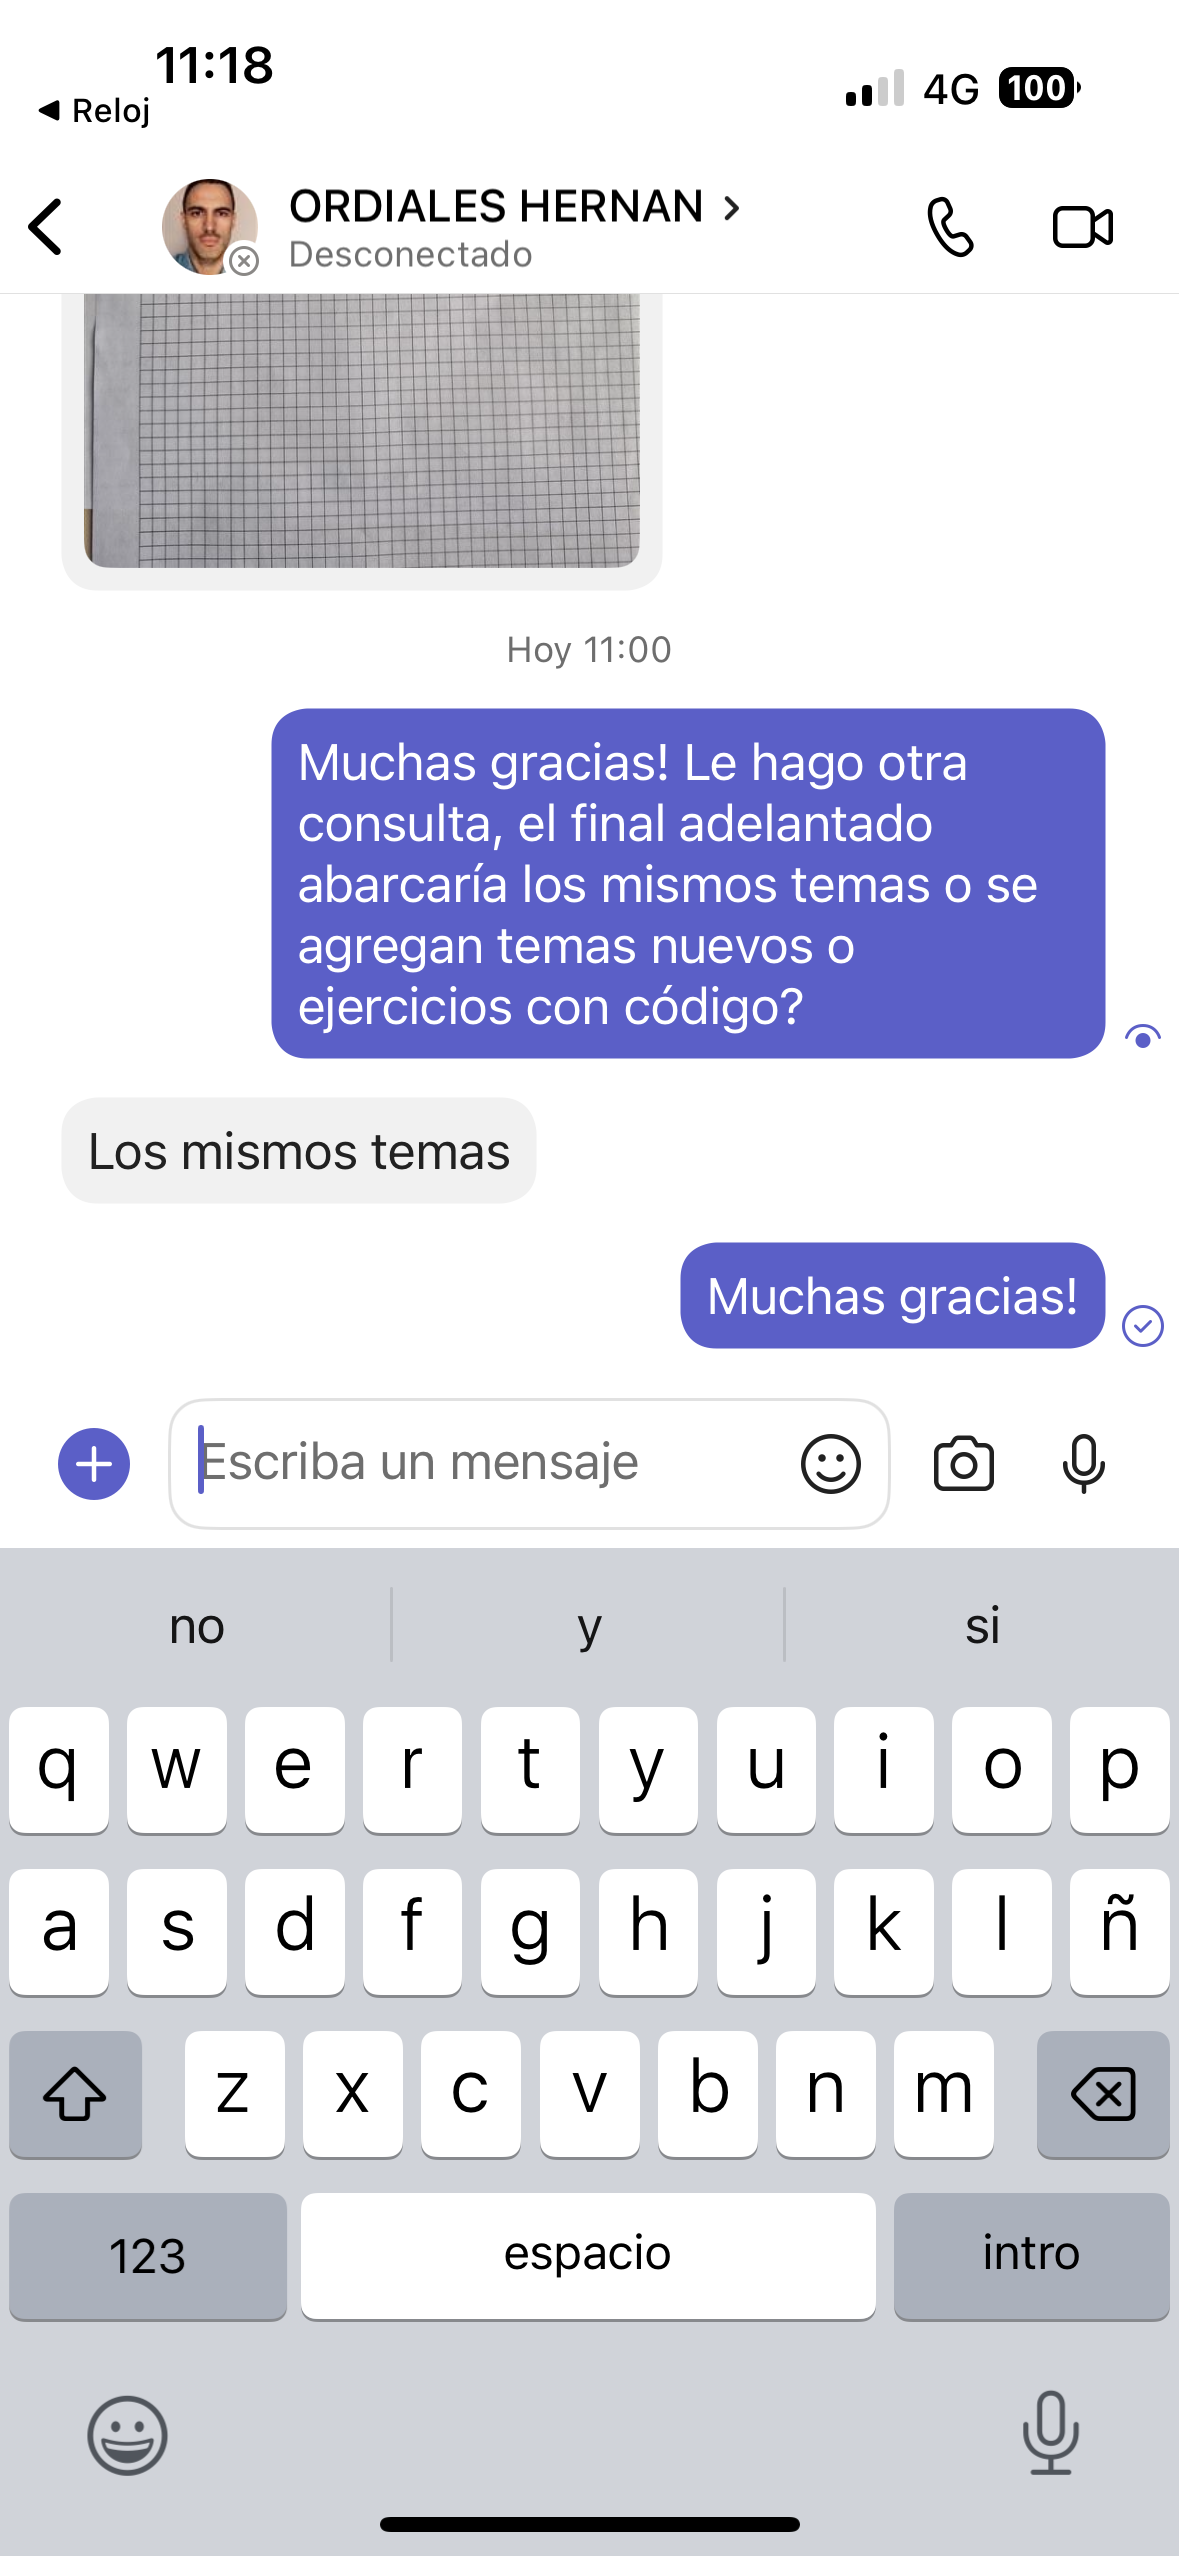 11:18
Reloj
4G
100
ORDIALES HERNAN
Desconectado
Hoy 11:00
Muchas gracias! Le hago otra
consulta, el final adelantado
abarcaría los mismos temas o se
agregan temas nuevos o
ejercicios con código?
Los mismos temas
Muchas gracias!
Escriba un mensaje
no y si
q w e r t y u i o p
a s d f g h j k l ñ
z x c v b n m
123 espacio intro